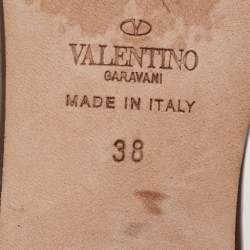 V
VALENTINO
GARAVANI
MADE IN ITALY
38